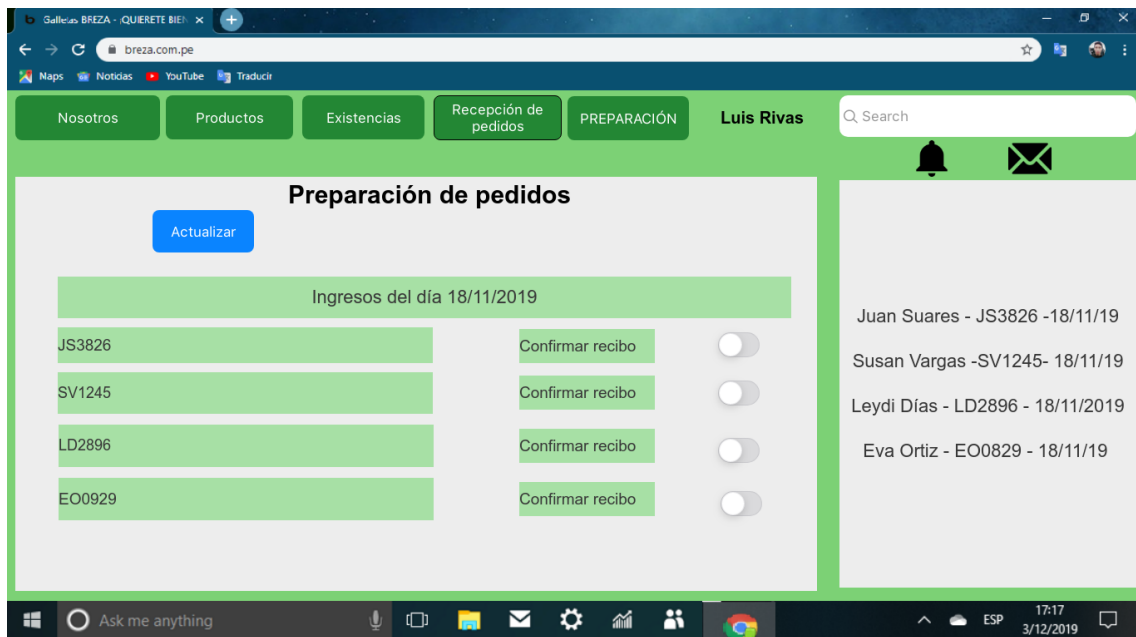 Galletas BREZA - ¡QUIERETE BIEN
breza.com.pe
Maps Noticias YouTube Traducir
Nosotros
Productos
Existencias
Recepción de
pedidos
PREPARACIÓN
Luis Rivas
Search
Preparación de pedidos
Actualizar
Ingresos del día 18/11/2019
JS3826 Confirmar recibo
SV1245 Confirmar recibo
LD2896 Confirmar recibo
EO0929 Confirmar recibo
Juan Suares - JS3826 -18/11/19
Susan Vargas -SV1245- 18/11/19
Leydi Días - LD2896 - 18/11/2019
Eva Ortiz - EO0829 - 18/11/19
Ask me anything
ESP
17:17
3/12/2019